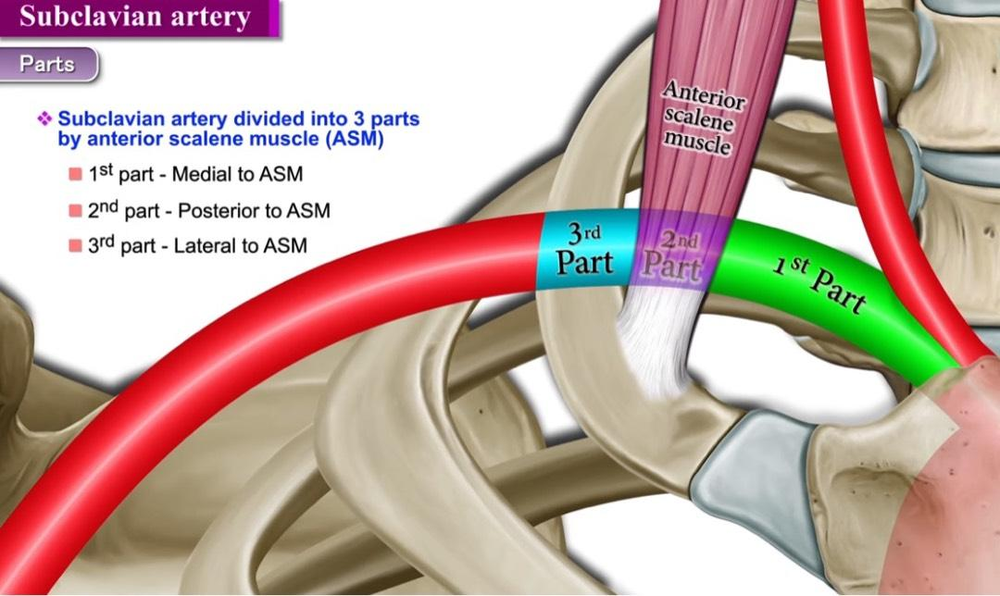 Subclavian artery
Parts
❖ Subclavian artery divided into 3 parts
by anterior scalene muscle (ASM)
■ 1st part - Medial to ASM
■ 2nd part - Posterior to ASM
■ 3rd part - Lateral to ASM
Anterior
scalene
muscle
3rd
Part
2nd
Part
1st Part